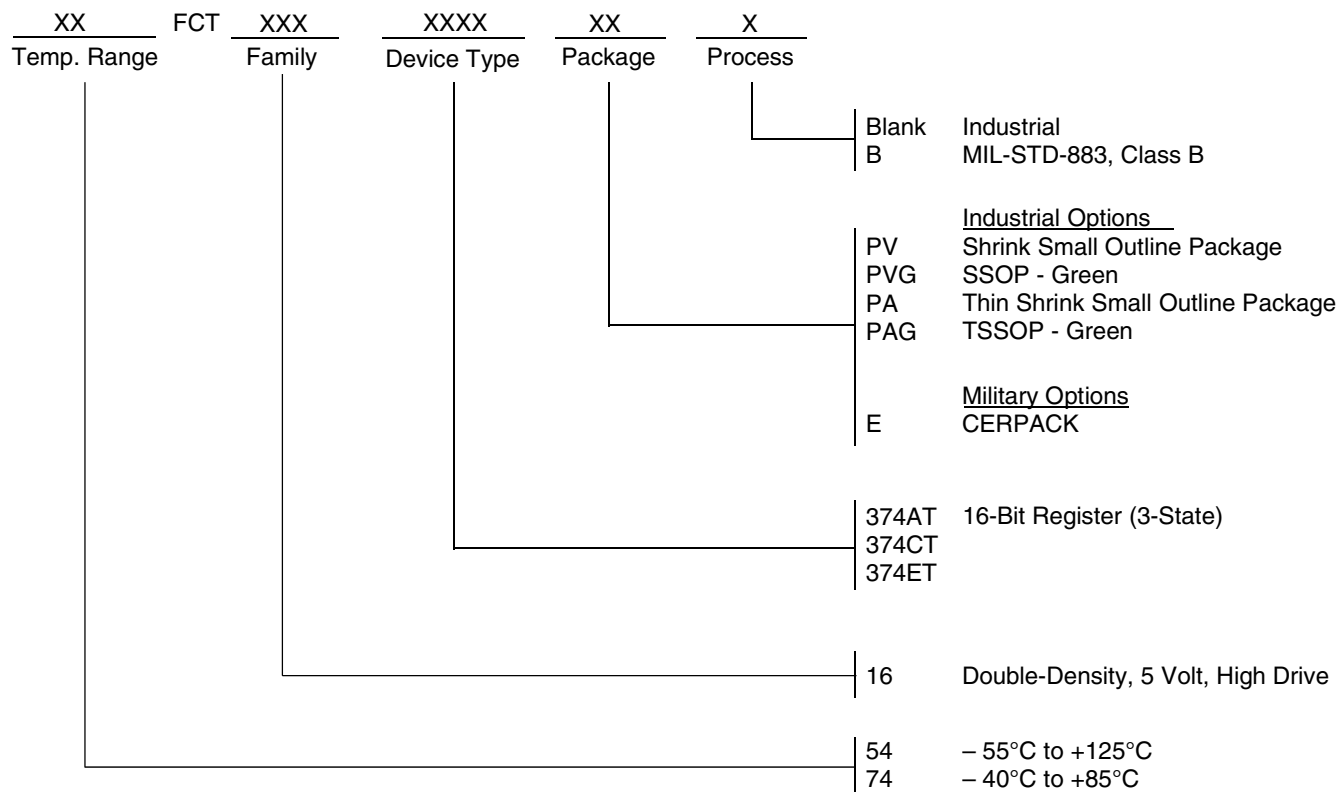 XX FCT XXX XXXX XX X
Temp. Range Family Device Type Package Process
Blank Industrial
B MIL-STD-883, Class B
Industrial Options
PV Shrink Small Outline Package
PVG SSOP - Green
PA Thin Shrink Small Outline Package
PAG TSSOP - Green
Military Options
E CERPACK
374AT 16-Bit Register (3-State)
374CT
374ET
16 Double-Density, 5 Volt, High Drive
54 – 55°C to +125°C
74 – 40°C to +85°C